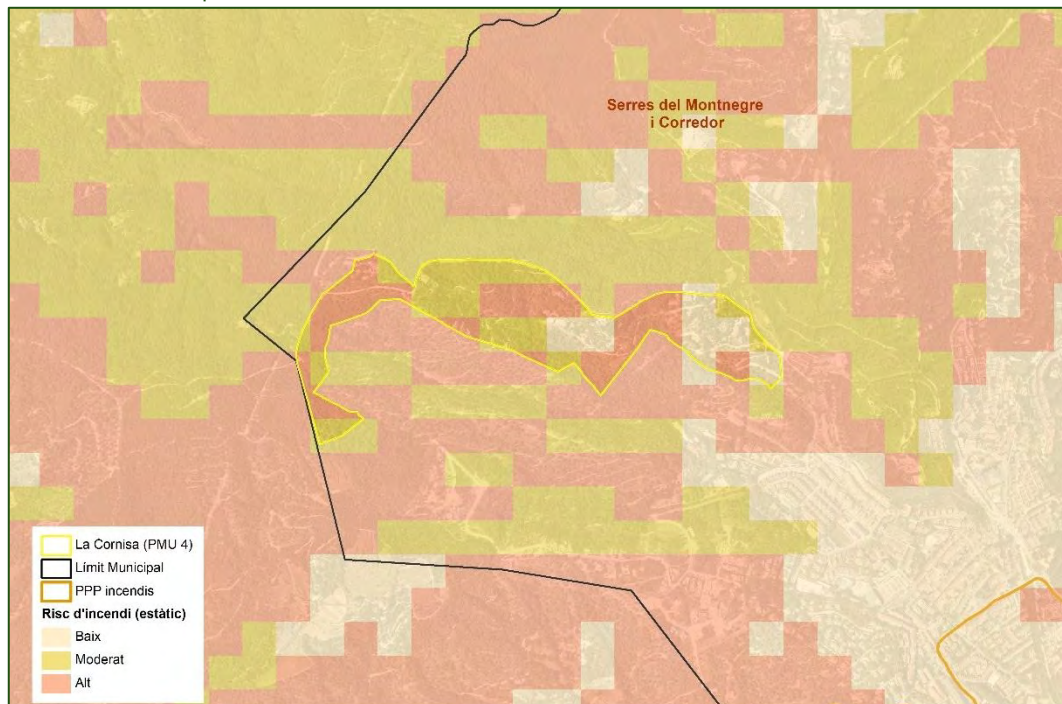 Serres del Montnegre
i Corredor
La Cornisa (PMU 4)
Límit Municipal
PPP incendis
Risc d'incendi (estàtic)
Baix
Moderat
Alt